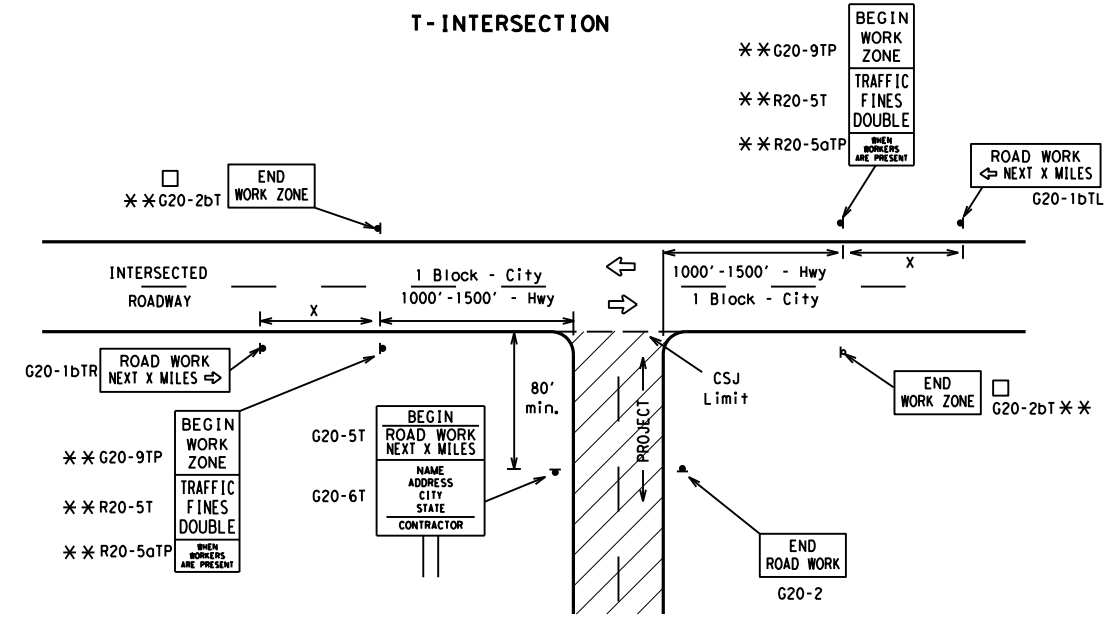 T-INTERSECTION
BEGIN
WORK
ZONE
TRAFFIC
FINES
DOUBLE
WHEN
WORKERS
ARE PRESENT
**G20-9TP
**R20-5T
**R20-5aTP
ROAD WORK
⇦ NEXT X MILES
G20-1bTL
END
WORK ZONE
□
**G20-2bT
INTERSECTED
ROADWAY
1 Block - City
1000'-1500' - Hwy
1000'-1500' - Hwy
1 Block - City
X
X
G20-1bTR
ROAD WORK
NEXT X MILES ⇨
80'
min.
CSJ
Limit
PROJECT
END
WORK ZONE
□
G20-2bT **
BEGIN
WORK
ZONE
TRAFFIC
FINES
DOUBLE
WHEN
WORKERS
ARE PRESENT
**G20-9TP
**R20-5T
**R20-5aTP
G20-5T
G20-6T
BEGIN
ROAD WORK
NEXT X MILES
NAME
ADDRESS
CITY
STATE
CONTRACTOR
END
ROAD WORK
G20-2